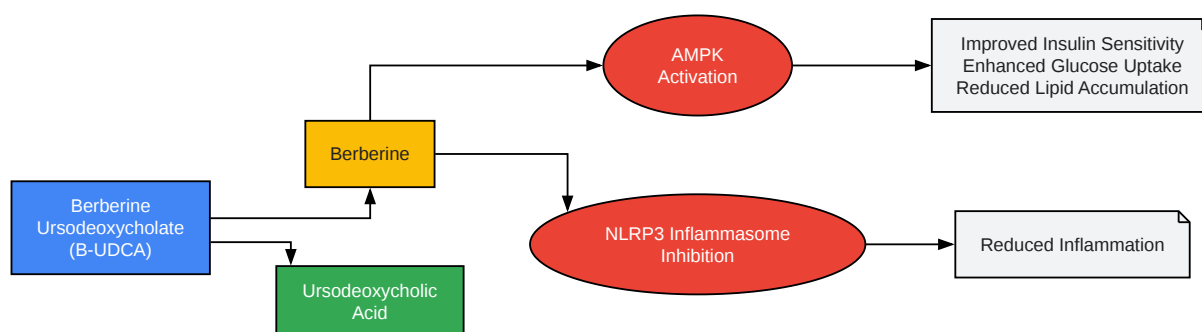 AMPK
Activation
Improved Insulin Sensitivity
Enhanced Glucose Uptake
Reduced Lipid Accumulation
Berberine
Berberine
Ursodeoxycholate
(B-UDCA)
NLRP3 Inflammasome
Inhibition
Reduced Inflammation
Ursodeoxycholic
Acid